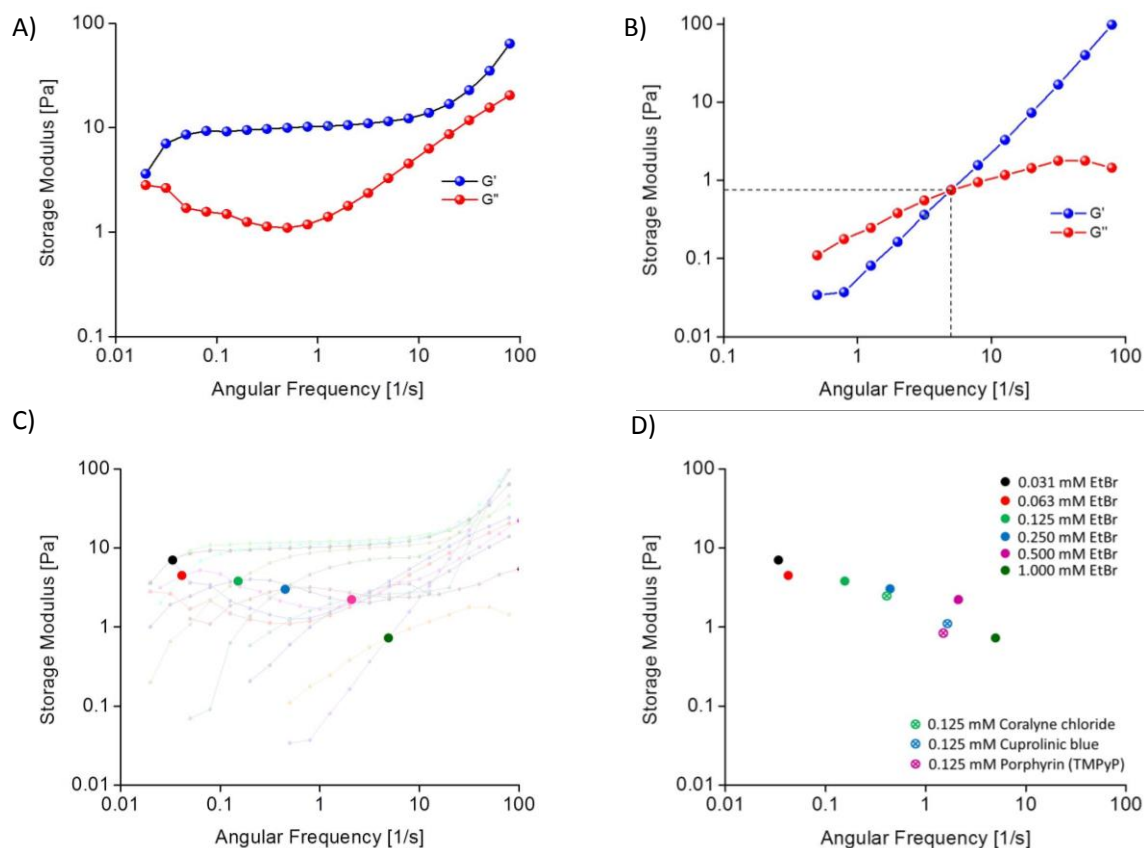 A)
100
10
1
0.1
0.01
0.1
1
10
100
Storage Modulus [Pa]
Angular Frequency [1/s]
G'
G"
B)
100
10
1
0.1
0.01
0.1
1
10
100
Storage Modulus [Pa]
Angular Frequency [1/s]
G'
G"
C)
100
10
1
0.1
0.01
0.01
0.1
1
10
100
Storage Modulus [Pa]
Angular Frequency [1/s]
D)
100
10
1
0.1
0.01
0.01
0.1
1
10
100
Storage Modulus [Pa]
Angular Frequency [1/s]
0.031 mM EtBr
0.063 mM EtBr
0.125 mM EtBr
0.250 mM EtBr
0.500 mM EtBr
1.000 mM EtBr
0.125 mM Coralyne chloride
0.125 mM Cuprolinic blue
0.125 mM Porphyrin (TMPyP)